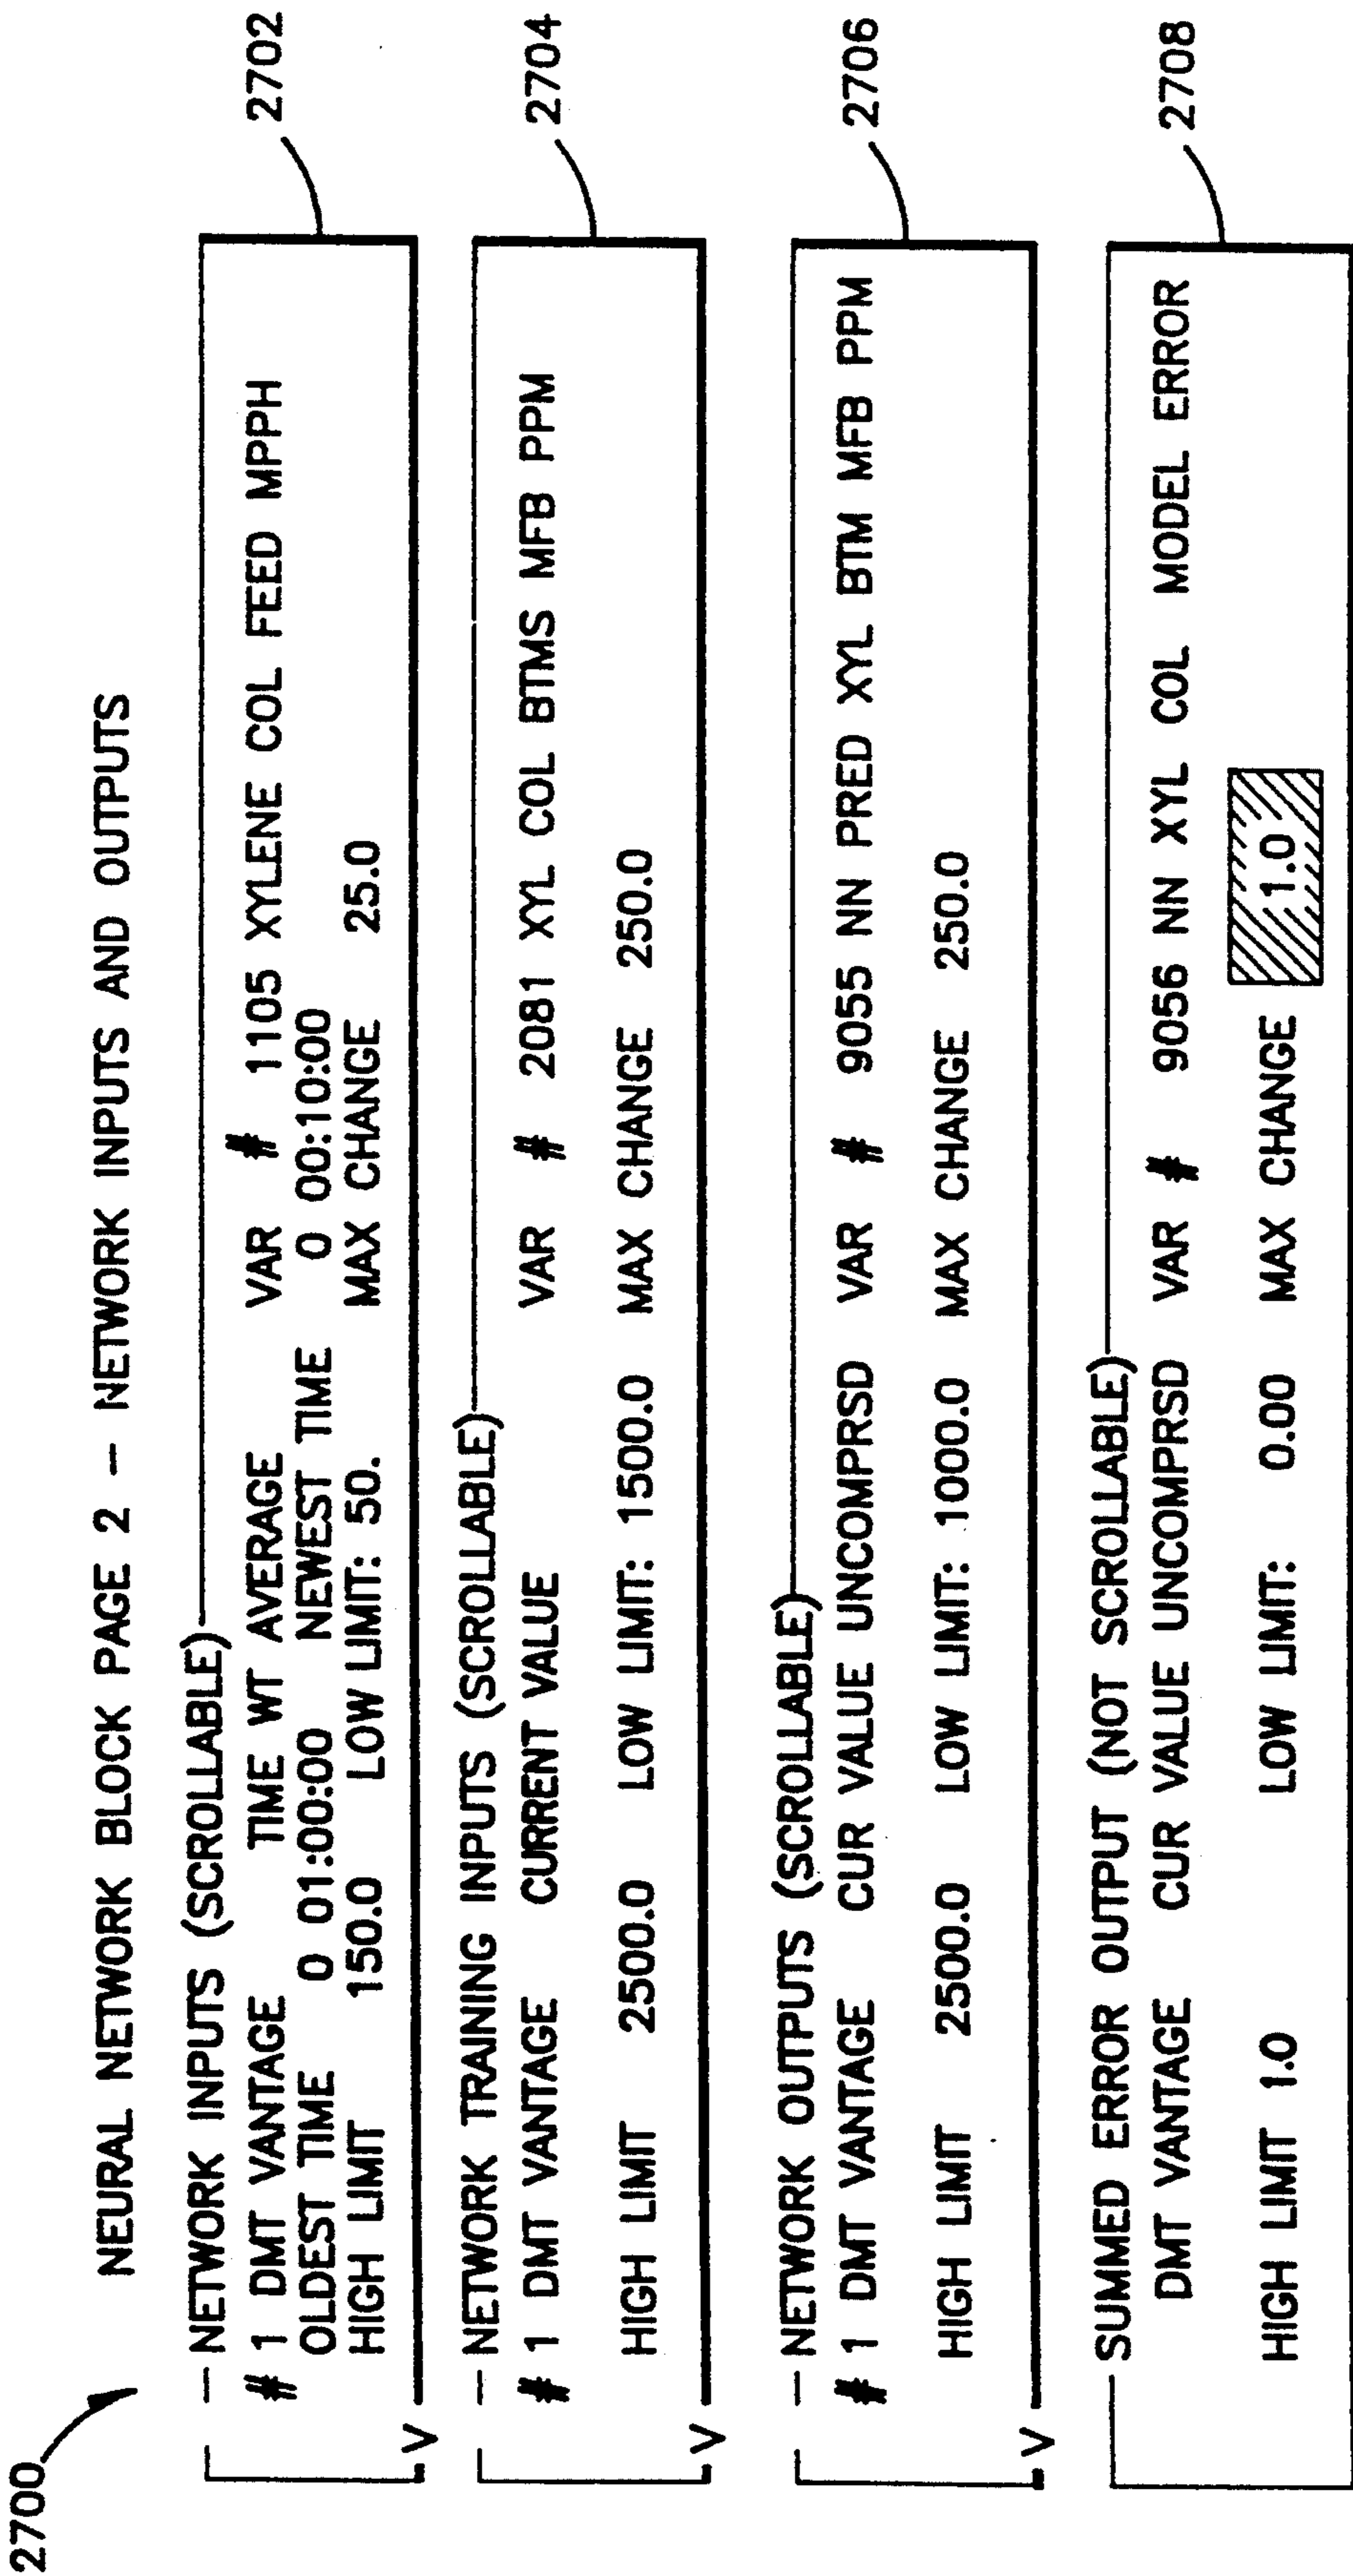 2700
NEURAL NETWORK BLOCK PAGE 2 — NETWORK INPUTS AND OUTPUTS
NETWORK INPUTS (SCROLLABLE)
2702
# 1 DMT VANTAGE TIME WT AVERAGE VAR # 1105 XYLENE COL FEED MPPH
OLDEST TIME 0 01:00:00 NEWEST TIME 0 00:10:00
HIGH LIMIT 150.0 LOW LIMIT: 50. MAX CHANGE 25.0
V
NETWORK TRAINING INPUTS (SCROLLABLE)
2704
# 1 DMT VANTAGE CURRENT VALUE VAR # 2081 XYL COL BTMS MFB PPM
HIGH LIMIT 2500.0 LOW LIMIT: 1500.0 MAX CHANGE 250.0
V
NETWORK OUTPUTS (SCROLLABLE)
2706
# 1 DMT VANTAGE CUR VALUE UNCOMPRSD VAR # 9055 NN PRED XYL BTM MFB PPM
HIGH LIMIT 2500.0 LOW LIMIT: 1000.0 MAX CHANGE 250.0
V
SUMMED ERROR OUTPUT (NOT SCROLLABLE)
2708
DMT VANTAGE CUR VALUE UNCOMPRSD VAR # 9056 NN XYL COL MODEL ERROR
HIGH LIMIT 1.0 LOW LIMIT: 0.00 MAX CHANGE 1.0